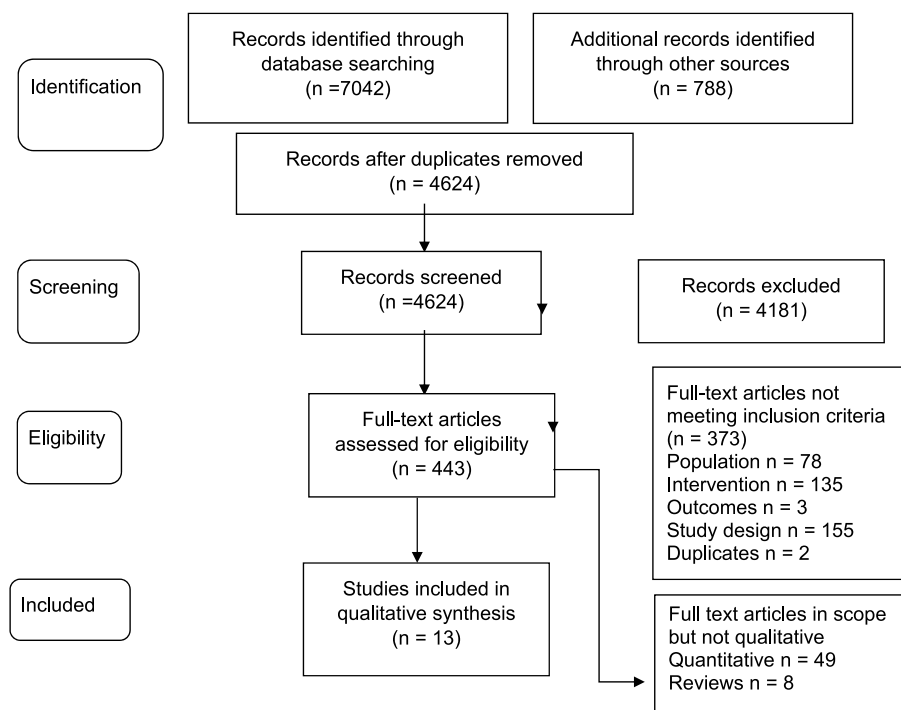 Identification
Records identified through
database searching
(n =7042)
Additional records identified
through other sources
(n = 788)
Records after duplicates removed
(n = 4624)
Screening
Records screened
(n =4624)
Records excluded
(n = 4181)
Eligibility
Full-text articles
assessed for eligibility
(n = 443)
Full-text articles not
meeting inclusion criteria
(n = 373)
Population n = 78
Intervention n = 135
Outcomes n = 3
Study design n = 155
Duplicates n = 2
Included
Studies included in
qualitative synthesis
(n = 13)
Full text articles in scope
but not qualitative
Quantitative n = 49
Reviews n = 8